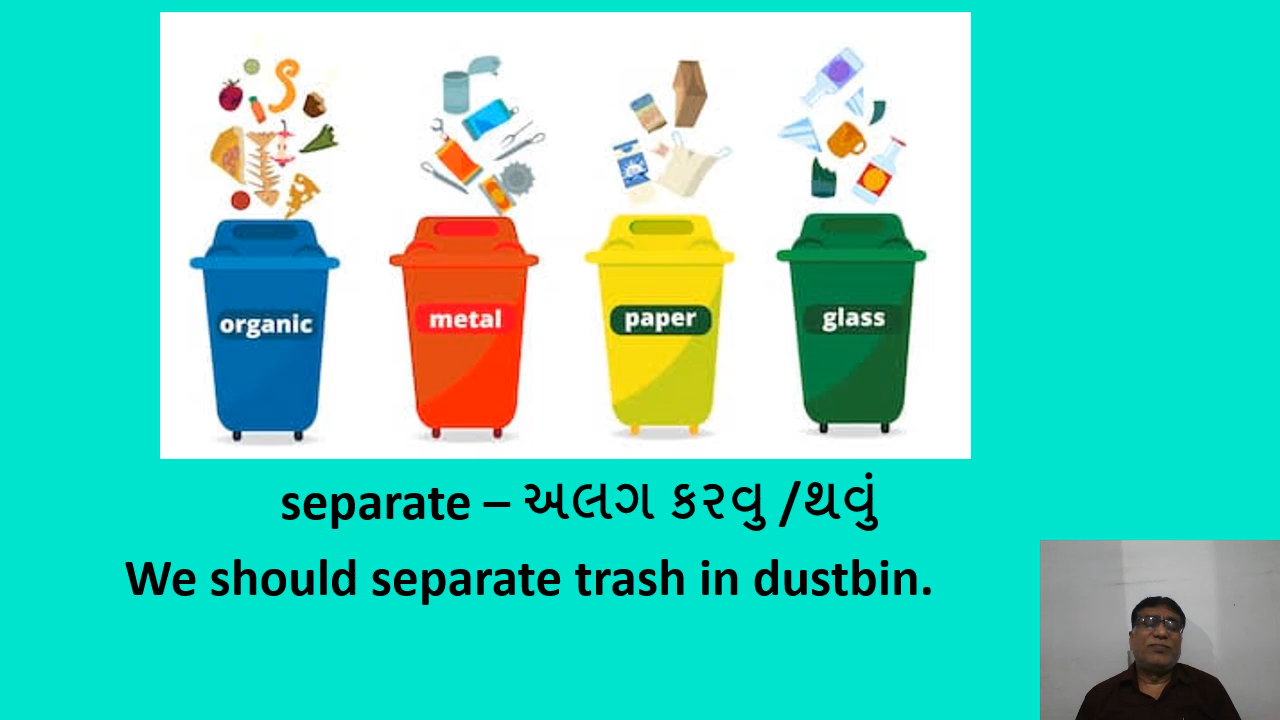 organic metal paper glass
separate – અલગ કરવુ /થવું
We should separate trash in dustbin.